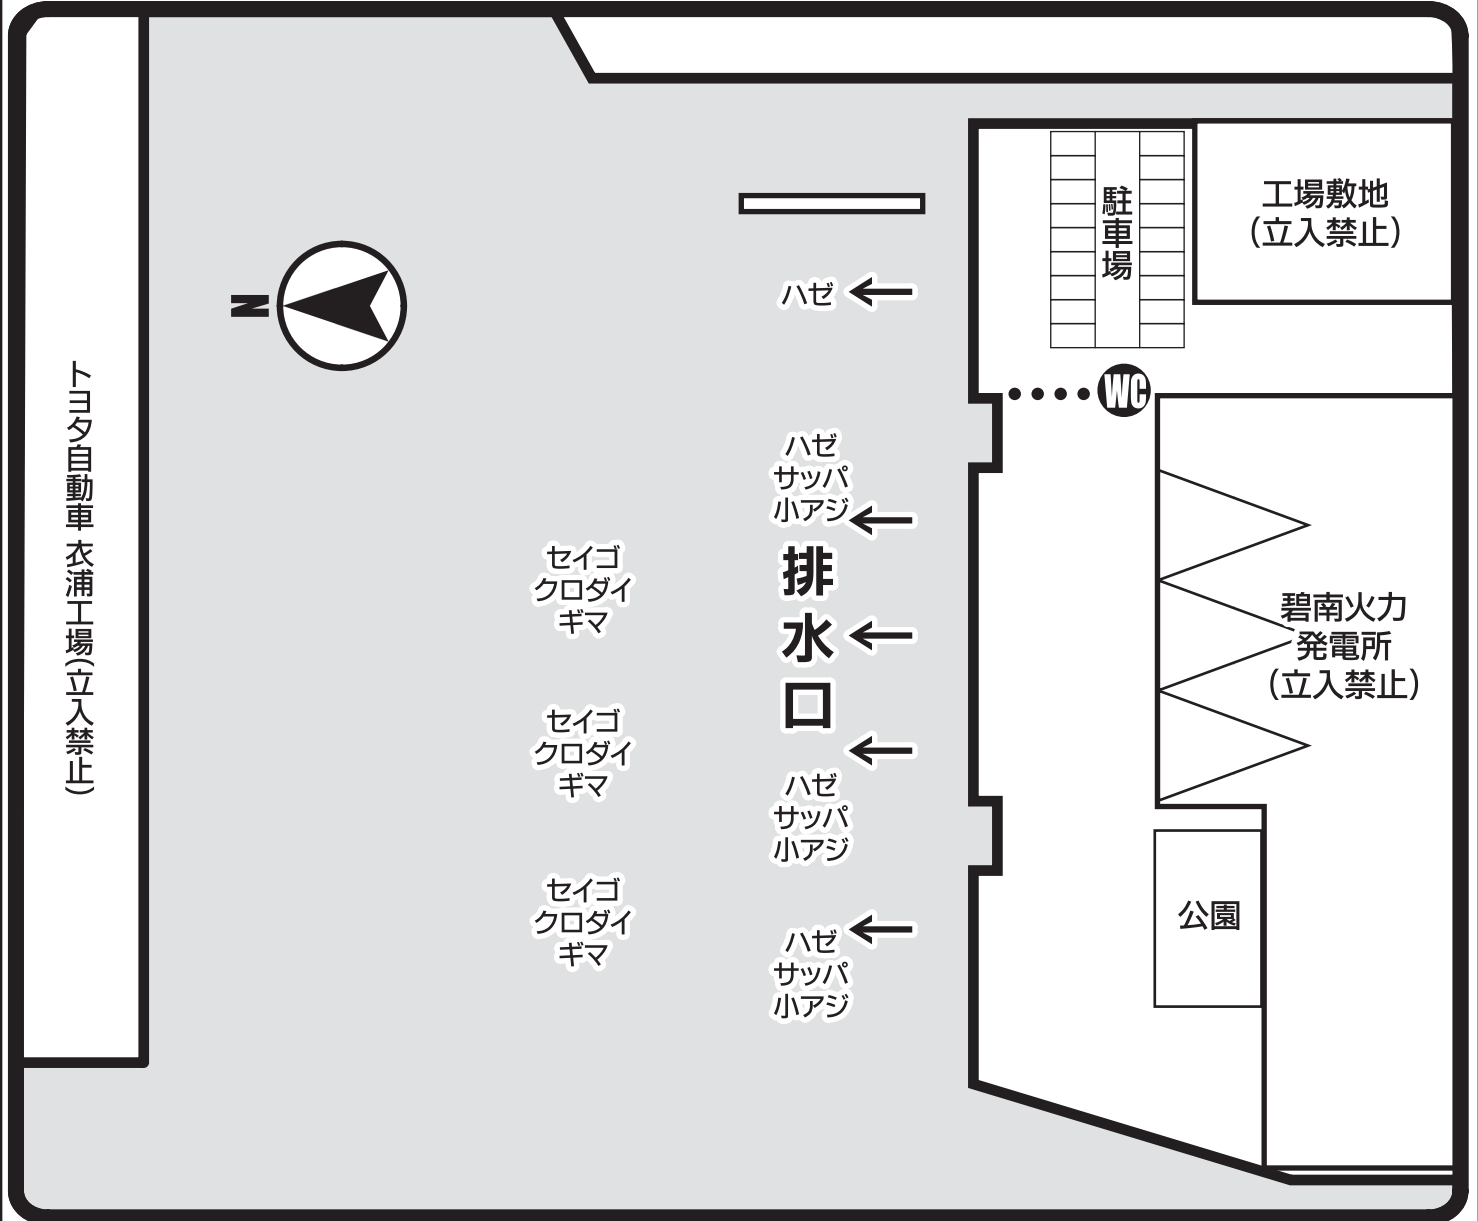 工場敷地
（立入禁止）
駐車場
ハゼ
N
トヨタ自動車 衣浦工場(立入禁止)
WC
ハゼ
サッパ
小アジ
排水口
セイゴ
クロダイ
ギマ
碧南火力
発電所
（立入禁止）
セイゴ
クロダイ
ギマ
ハゼ
サッパ
小アジ
セイゴ
クロダイ
ギマ
公園
ハゼ
サッパ
小アジ